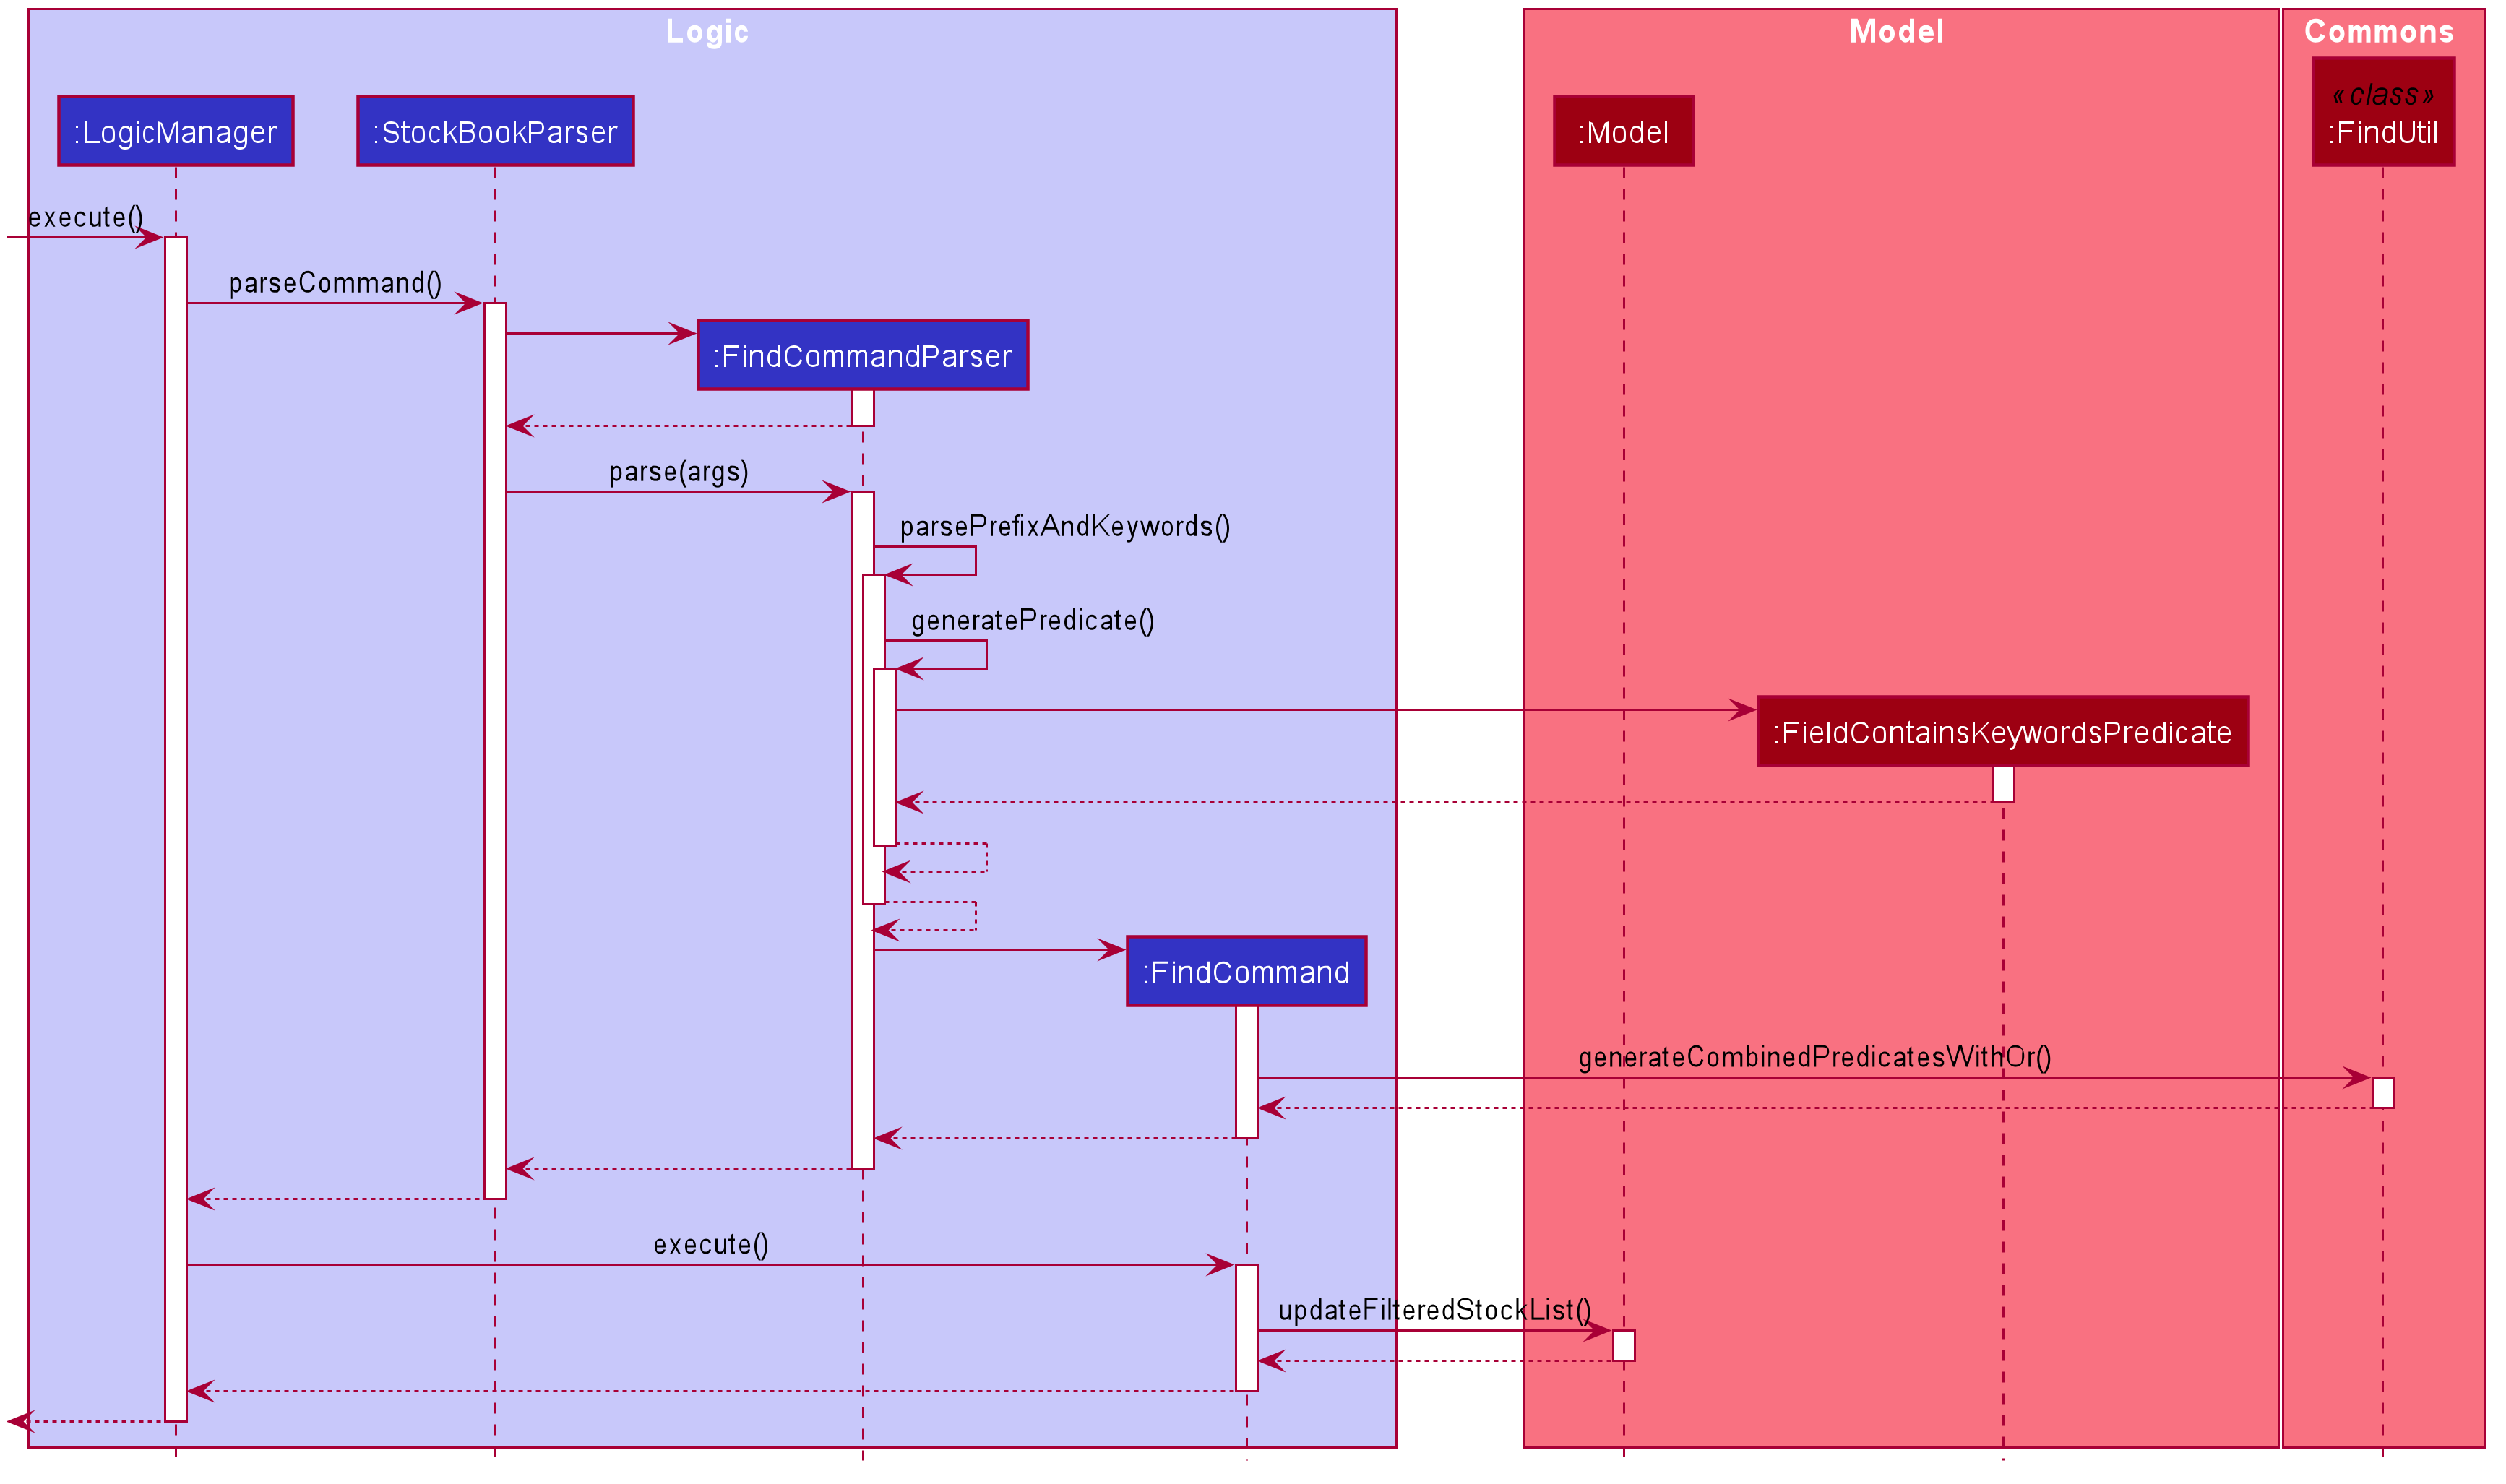 Logic
Model
Commons
:LogicManager
:StockBookParser
:Model
«class»
:FindUtil
execute()
parseCommand()
:FindCommandParser
parse(args)
parsePrefixAndKeywords()
generatePredicate()
:FieldContainsKeywordsPredicate
:FindCommand
generateCombinedPredicatesWithOr()
execute()
updateFilteredStockList()